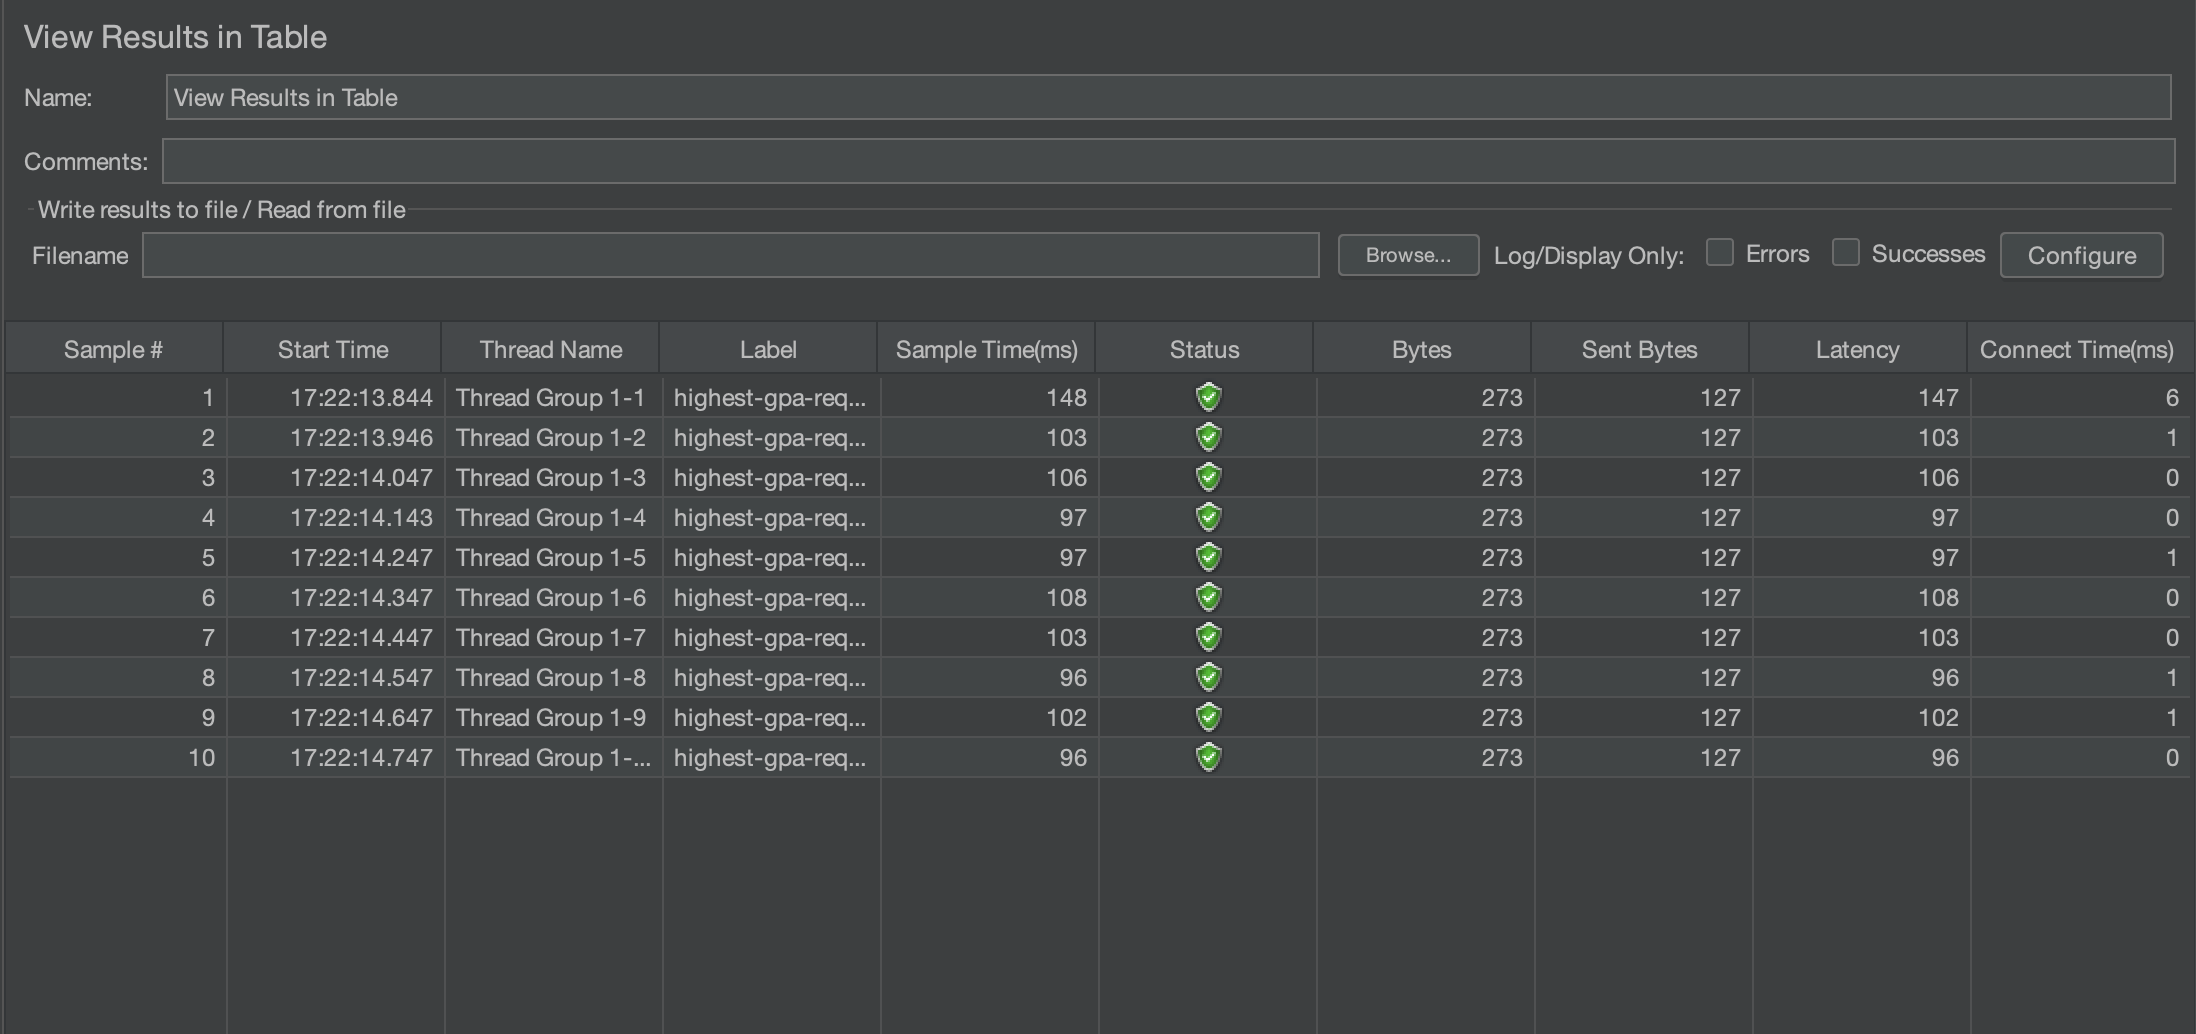 View Results in Table
Name: View Results in Table
Comments:
Write results to file / Read from file
Filename Browse... Log/Display Only: Errors Successes Configure
Sample # Start Time Thread Name Label Sample Time(ms) Status Bytes Sent Bytes Latency Connect Time(ms)
1 17:22:13.844 Thread Group 1-1 highest-gpa-req... 148 273 127 147 6
2 17:22:13.946 Thread Group 1-2 highest-gpa-req... 103 273 127 103 1
3 17:22:14.047 Thread Group 1-3 highest-gpa-req... 106 273 127 106 0
4 17:22:14.143 Thread Group 1-4 highest-gpa-req... 97 273 127 97 0
5 17:22:14.247 Thread Group 1-5 highest-gpa-req... 97 273 127 97 1
6 17:22:14.347 Thread Group 1-6 highest-gpa-req... 108 273 127 108 0
7 17:22:14.447 Thread Group 1-7 highest-gpa-req... 103 273 127 103 0
8 17:22:14.547 Thread Group 1-8 highest-gpa-req... 96 273 127 96 1
9 17:22:14.647 Thread Group 1-9 highest-gpa-req... 102 273 127 102 1
10 17:22:14.747 Thread Group 1-... highest-gpa-req... 96 273 127 96 0